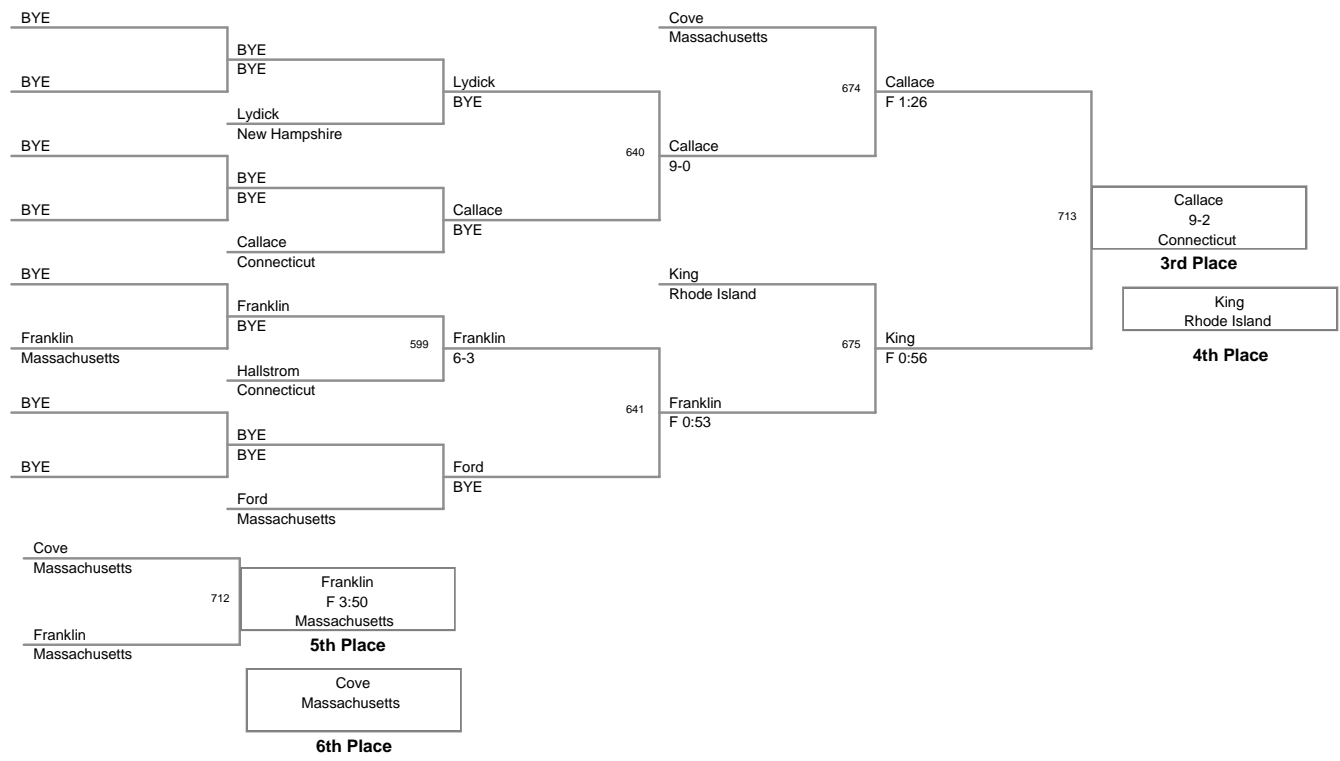 BYE
BYE
BYE
BYE
BYE
Franklin
Massachusetts
BYE
BYE
BYE
BYE
Lydick
New Hampshire
BYE
BYE
Callace
Connecticut
Franklin
BYE
599
Hallstrom
Connecticut
BYE
BYE
Ford
Massachusetts
Lydick
BYE
640
Callace
BYE
Franklin
6-3
641
Ford
BYE
Cove
Massachusetts
674
Callace
9-0
King
Rhode Island
675
Franklin
F 0:53
Callace
F 1:26
713
King
F 0:56
Callace
9-2
Connecticut
3rd Place
King
Rhode Island
4th Place
Cove
Massachusetts
712
Franklin
Massachusetts
Franklin
F 3:50
Massachusetts
5th Place
Cove
Massachusetts
6th Place